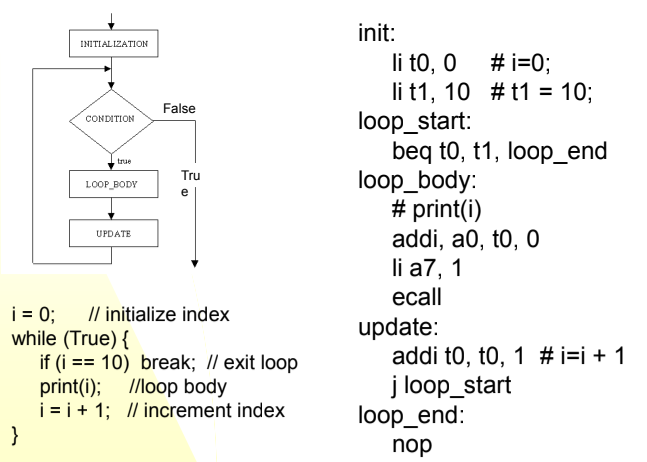 INITIALIZATION
CONDITION
False
true
LOOP_BODY
Tru
e
UPDATE
i = 0; // initialize index
while (True) {
if (i == 10) break; // exit loop
print(i); //loop body
i = i + 1; // increment index
}
init:
li t0, 0 # i=0;
li t1, 10 # t1 = 10;
loop_start:
beq t0, t1, loop_end
loop_body:
# print(i)
addi, a0, t0, 0
li a7, 1
ecall
update:
addi t0, t0, 1 # i=i + 1
j loop_start
loop_end:
nop